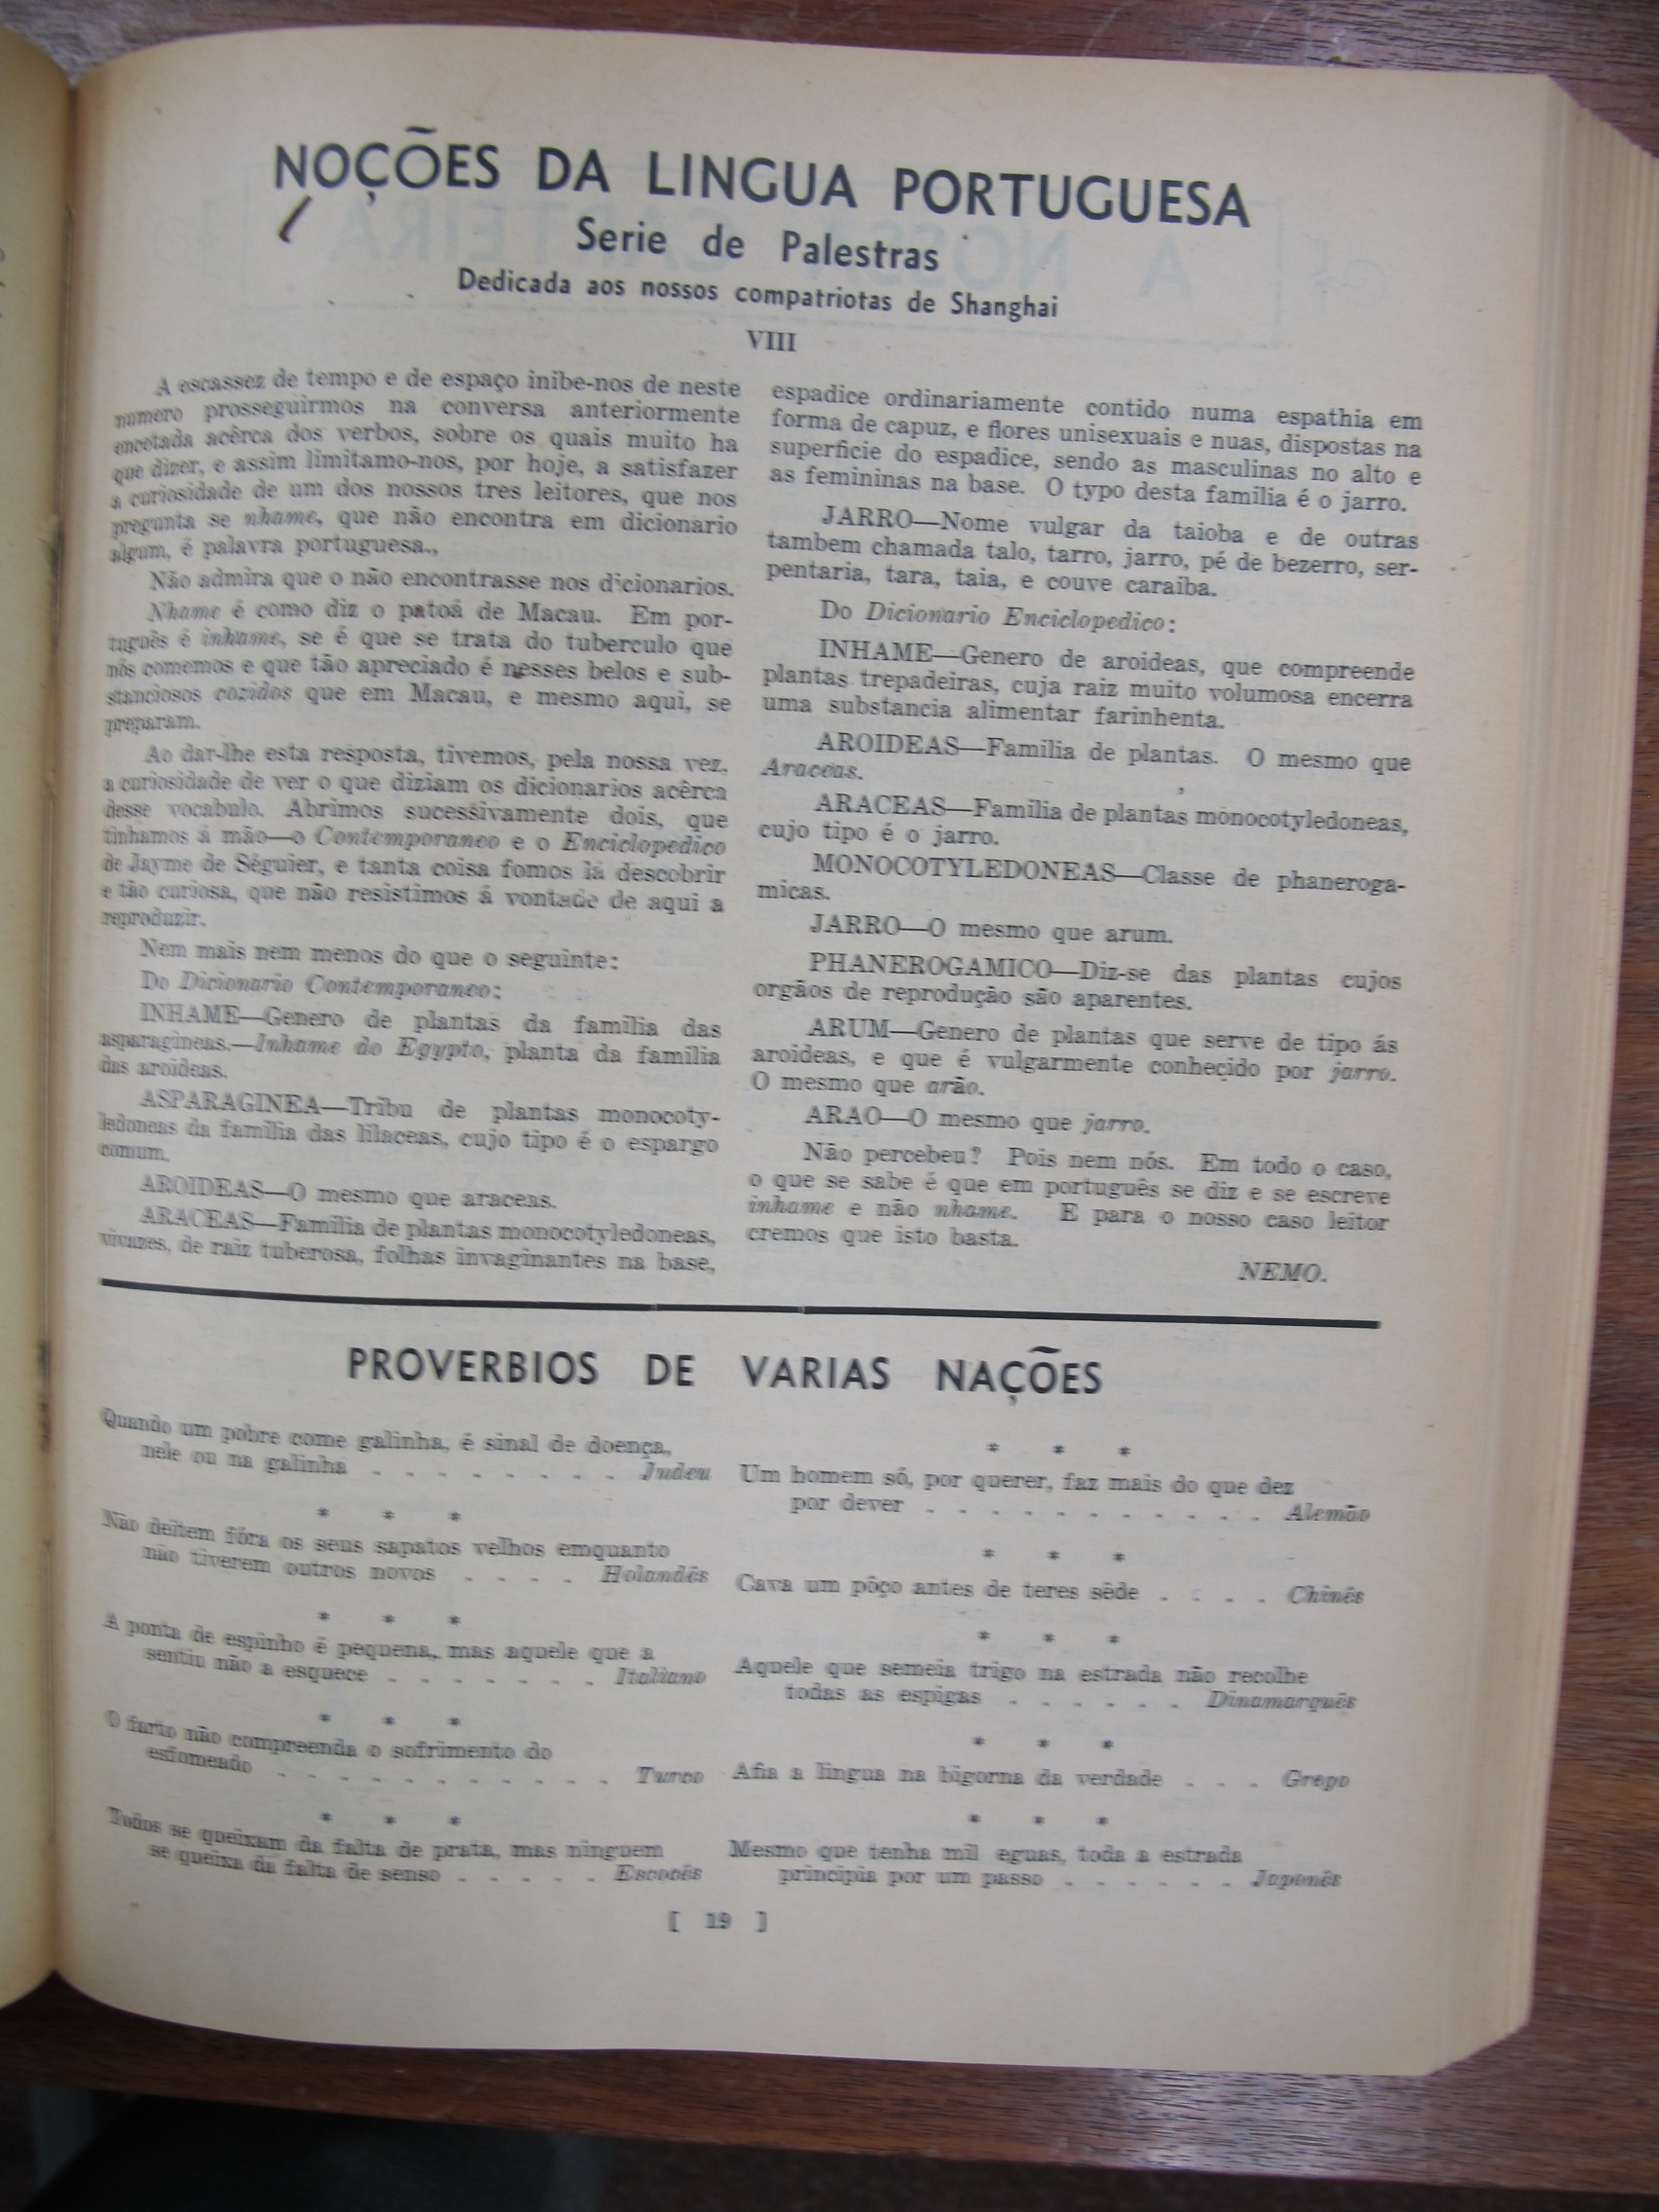 NOÇÕES DA LINGUA PORTUGUESA
Serie de Palestras
Dedicada aos nossos compatriotas de Shanghai
VIII
A escassez de tempo e de espaço inibe-nos de neste
numero prosseguirmos na conversa anteriormente
encetada acêrca dos verbos, sobre os quais muito ha
que dizer, e assim limitamo-nos, por hoje, a satisfazer
a curiosidade de um dos nossos tres leitores, que nos
pregunta se nhame, que não encontra em dicionario
algum, é palavra portuguesa.,
Não admira que o não encontrasse nos dicionarios.
Nhame é como diz o patoá de Macau. Em por-
tuguês é inhame, se é que se trata do tuberculo que
nós comemos e que tão apreciado é nesses belos e sub-
stanciosos cozidos que em Macau, e mesmo aqui, se
preparam.
Ao dar-lhe esta resposta, tivemos, pela nossa vez,
a curiosidade de ver o que diziam os dicionarios acêrca
desse vocabulo. Abrimos sucessivamente dois, que
tinhamos á mão—o Contemporaneo e o Enciclopedico
de Jayme de Séguier, e tanta coisa fomos lá descobrir
e tão curiosa, que não resistimos á vontade de aqui a
reproduzir.
Nem mais nem menos do que o seguinte:
Do Dicionario Contemporaneo:
INHAME—Genero de plantas da familia das
asparagineas.—Inhame do Egypto, planta da familia
das aroideas.
ASPARAGINEA—Tribu de plantas monocoty-
ledoneas da familia das lilaceas, cujo tipo é o espargo
comum.
AROIDEAS—O mesmo que araceas.
ARACEAS—Familia de plantas monocotyledoneas,
vivazes, de raiz tuberosa, folhas invaginantes na base,
espadice ordinariamente contido numa espathia em
forma de capuz, e flores unisexuais e nuas, dispostas na
superficie do espadice, sendo as masculinas no alto e
as femininas na base. O typo desta familia é o jarro.
JARRO—Nome vulgar da taioba e de outras
tambem chamada talo, tarro, jarro, pé de bezerro, ser-
pentaria, tara, taia, e couve caraiba.
Do Dicionario Enciclopedico:
INHAME—Genero de aroideas, que compreende
plantas trepadeiras, cuja raiz muito volumosa encerra
uma substancia alimentar farinhenta.
AROIDEAS—Familia de plantas. O mesmo que
Araceas.
ARACEAS—Familia de plantas monocotyledoneas,
cujo tipo é o jarro.
MONOCOTYLEDONEAS—Classe de phaneroga-
micas.
JARRO—O mesmo que arum.
PHANEROGAMICO—Diz-se das plantas cujos
orgãos de reprodução são aparentes.
ARUM—Genero de plantas que serve de tipo ás
aroideas, e que é vulgarmente conhecido por jarro.
O mesmo que arão.
ARAO—O mesmo que jarro.
Não percebeu? Pois nem nós. Em todo o caso,
o que se sabe é que em português se diz e se escreve
inhame e não nhame. E para o nosso caso leitor
cremos que isto basta.
NEMO.
PROVERBIOS DE VARIAS NAÇÕES
Quando um pobre come galinha, é sinal de doença,
nele ou na galinha . . . . . . . . Judeu
* * *
Não deitem fóra os seus sapatos velhos emquanto
não tiverem outros novos . . . . Holandês
* * *
A ponta de espinho é pequena, mas aquele que a
sentiu não a esquece . . . . . . . Italiano
* * *
O farto não compreenda o sofrimento do
esfomeado . . . . . . . . . . . Turco
* * *
Todos se queixam da falta de prata, mas ninguem
se queixa da falta de senso . . . . . Escocês
* * *
Um homem só, por querer, faz mais do que dez
por dever . . . . . . . . . . . Alemão
* * *
Cava um pôço antes de teres sêde . . . . Chinês
* * *
Aquele que semeia trigo na estrada não recolhe
todas as espigas . . . . . . Dinamarquês
* * *
Afia a lingua na bigorna da verdade . . . Grego
* * *
Mesmo que tenha mil eguas, toda a estrada
principia por um passo . . . . . . Japonês
[ 19 ]